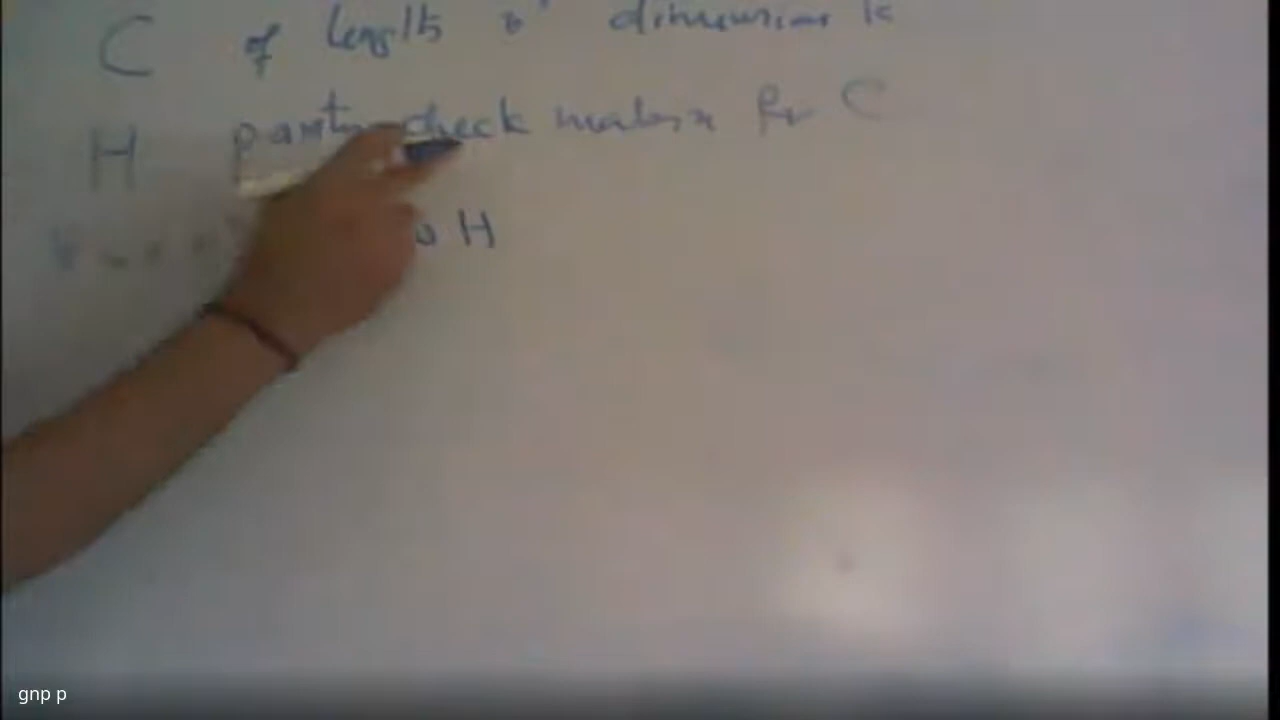 C of length n dimension k
H parity check matrix for C
H
gnp p